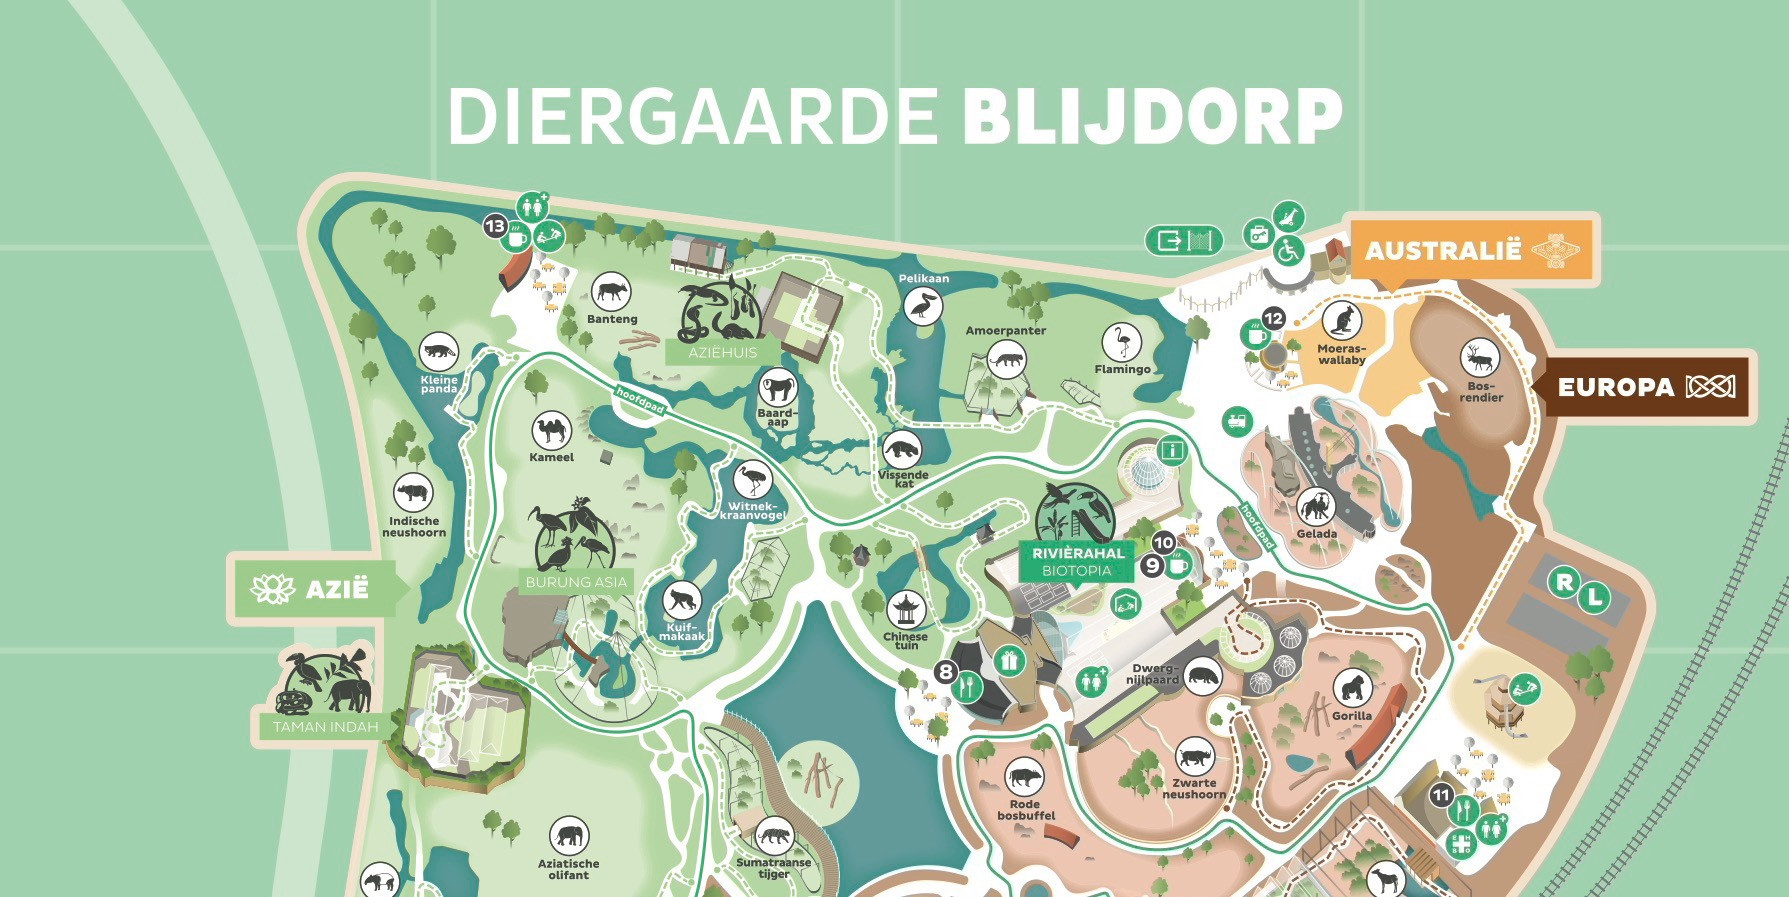 DIERGAARDE BLIJDORP
13
AUSTRALIË
Banteng
Pelikaan
AZIËHUIS
Amoerpanter
Flamingo
12
Moeras-
wallaby
Bos-
rendier
EUROPA
Kleine
panda
hoofdpad
Baard-
aap
Kameel
Vissende
kat
Witnek-
kraanvogel
Indische
neushoorn
hoofdpad
Gelada
BURUNG ASIA
RIVIÈRAHAL
BIOTOPIA
10
9
AZIË
R
L
Kuif-
makaak
Chinese
tuin
8
Dwerg-
nijlpaard
Gorilla
TAMAN INDAH
Rode
bosbuffel
Zwarte
neushoorn
11
Aziatische
olifant
Sumatraanse
tijger
EHBO